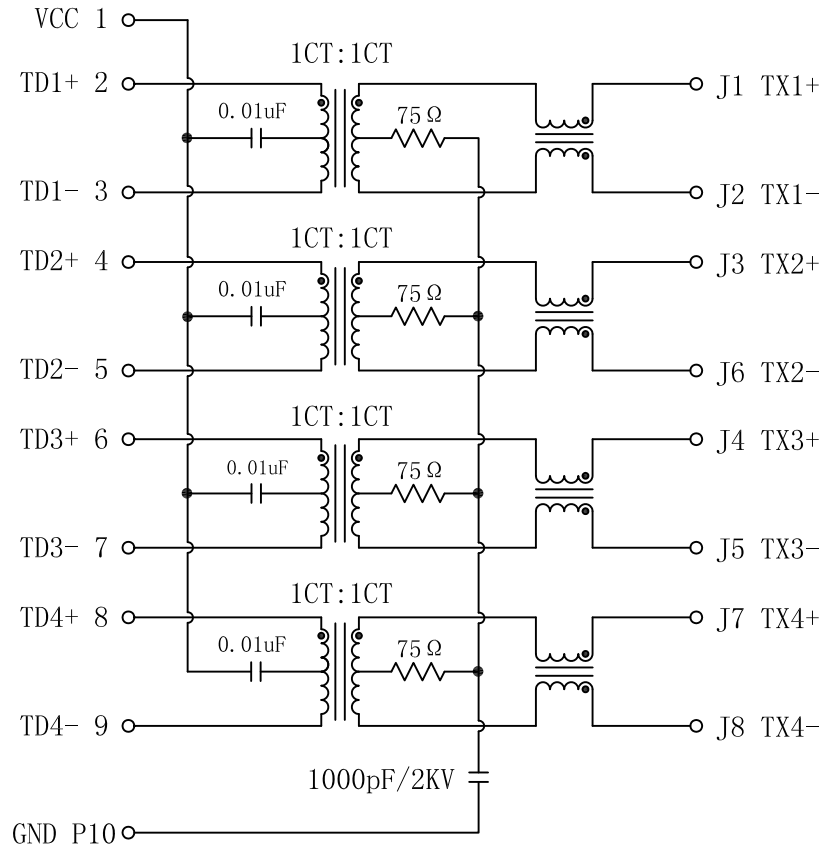 VCC 1
1CT:1CT
TD1+ 2
J1 TX1+
0.01uF
75Ω
TD1- 3
J2 TX1-
1CT:1CT
TD2+ 4
J3 TX2+
0.01uF
75Ω
TD2- 5
J6 TX2-
1CT:1CT
TD3+ 6
J4 TX3+
0.01uF
75Ω
TD3- 7
J5 TX3-
1CT:1CT
TD4+ 8
J7 TX4+
0.01uF
75Ω
TD4- 9
J8 TX4-
1000pF/2KV
GND P10